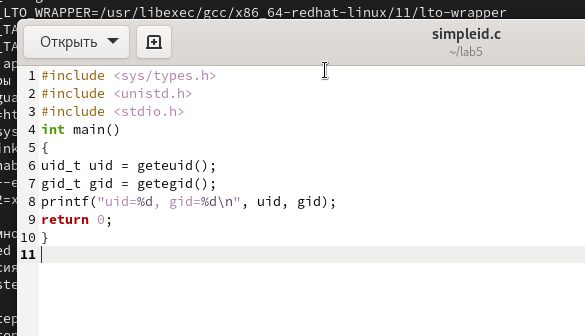 _LTO_WRAPPER=/usr/libexec/gcc/x86_64-redhat-linux/11/lto-wrapper
Открыть
simpleid.c
~/lab5
1 #include <sys/types.h>
2 #include <unistd.h>
3 #include <stdio.h>
4 int main()
5 {
6 uid_t uid = geteuid();
7 gid_t gid = getegid();
8 printf("uid=%d, gid=%d\n", uid, gid);
9 return 0;
10 }
11